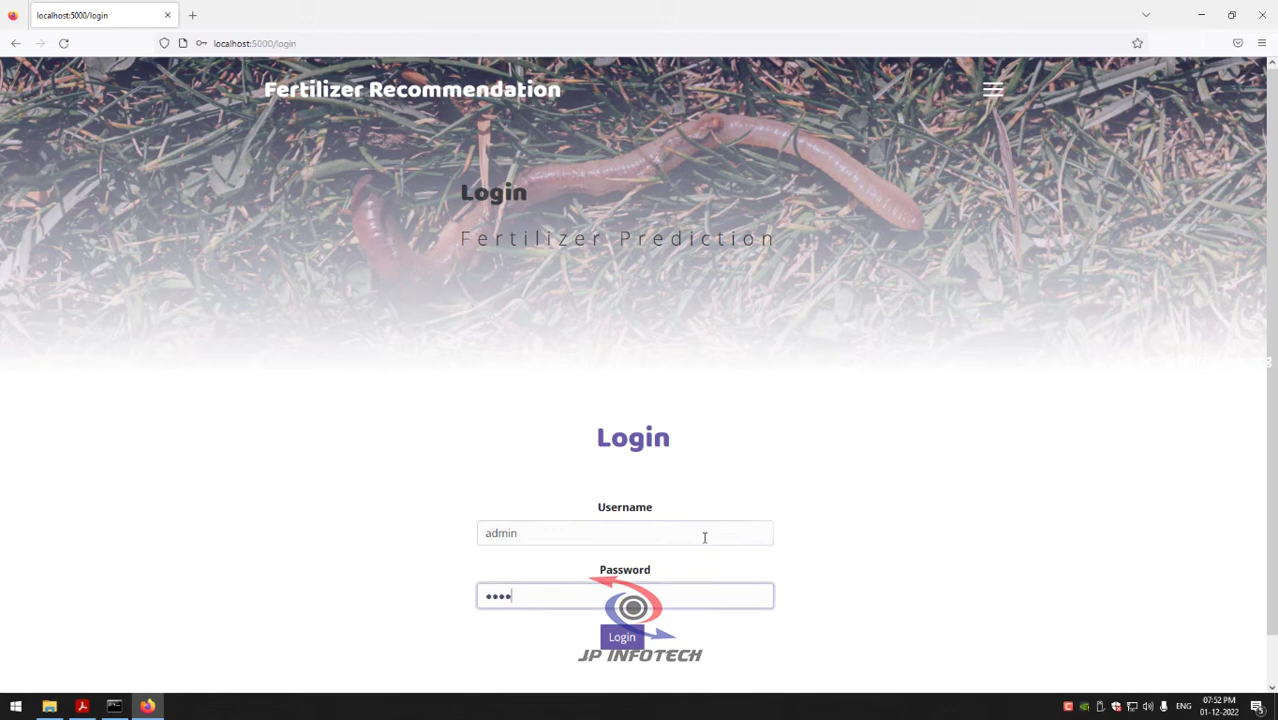 localhost:5000/login
localhost:5000/login
Fertilizer Recommendation
Login
Fertilizer Prediction
Login
Username
admin
Password
••••
Login
JP INFOTECH
ENG
07:52 PM
01-12-2022
5